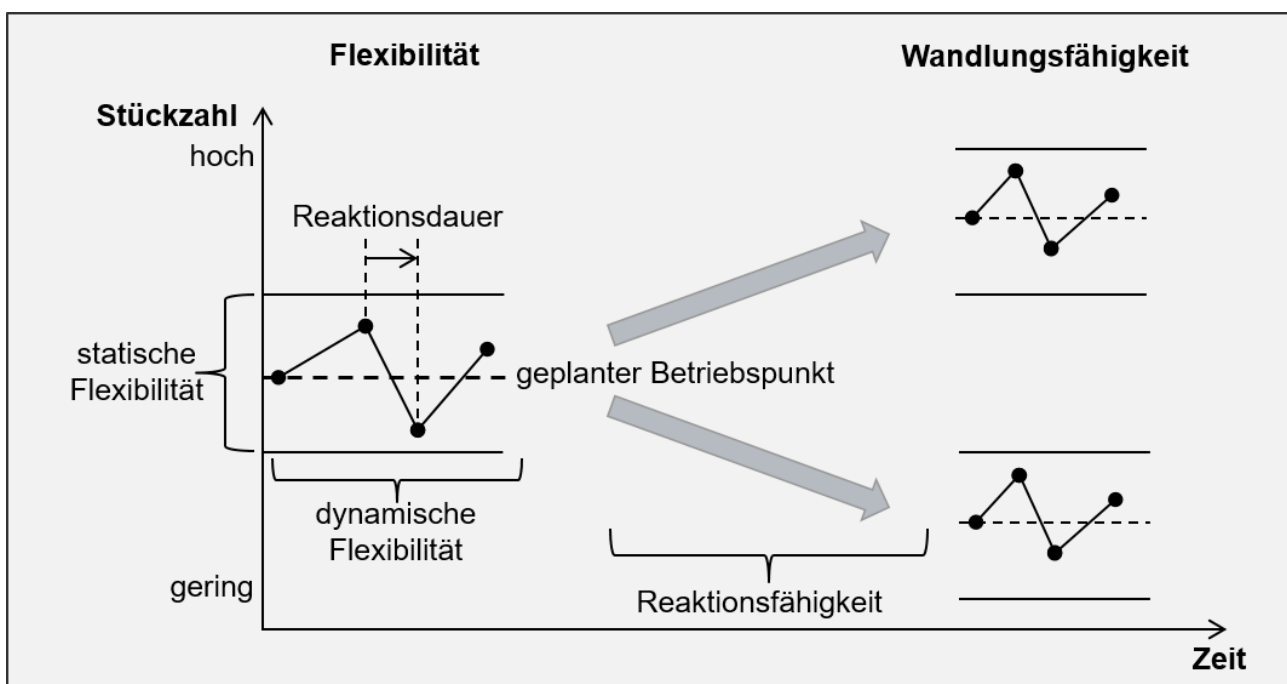 Flexibilität
Wandlungsfähigkeit
Stückzahl
hoch
Reaktionsdauer
statische
Flexibilität
geplanter Betriebspunkt
dynamische
Flexibilität
gering
Reaktionsfähigkeit
Zeit